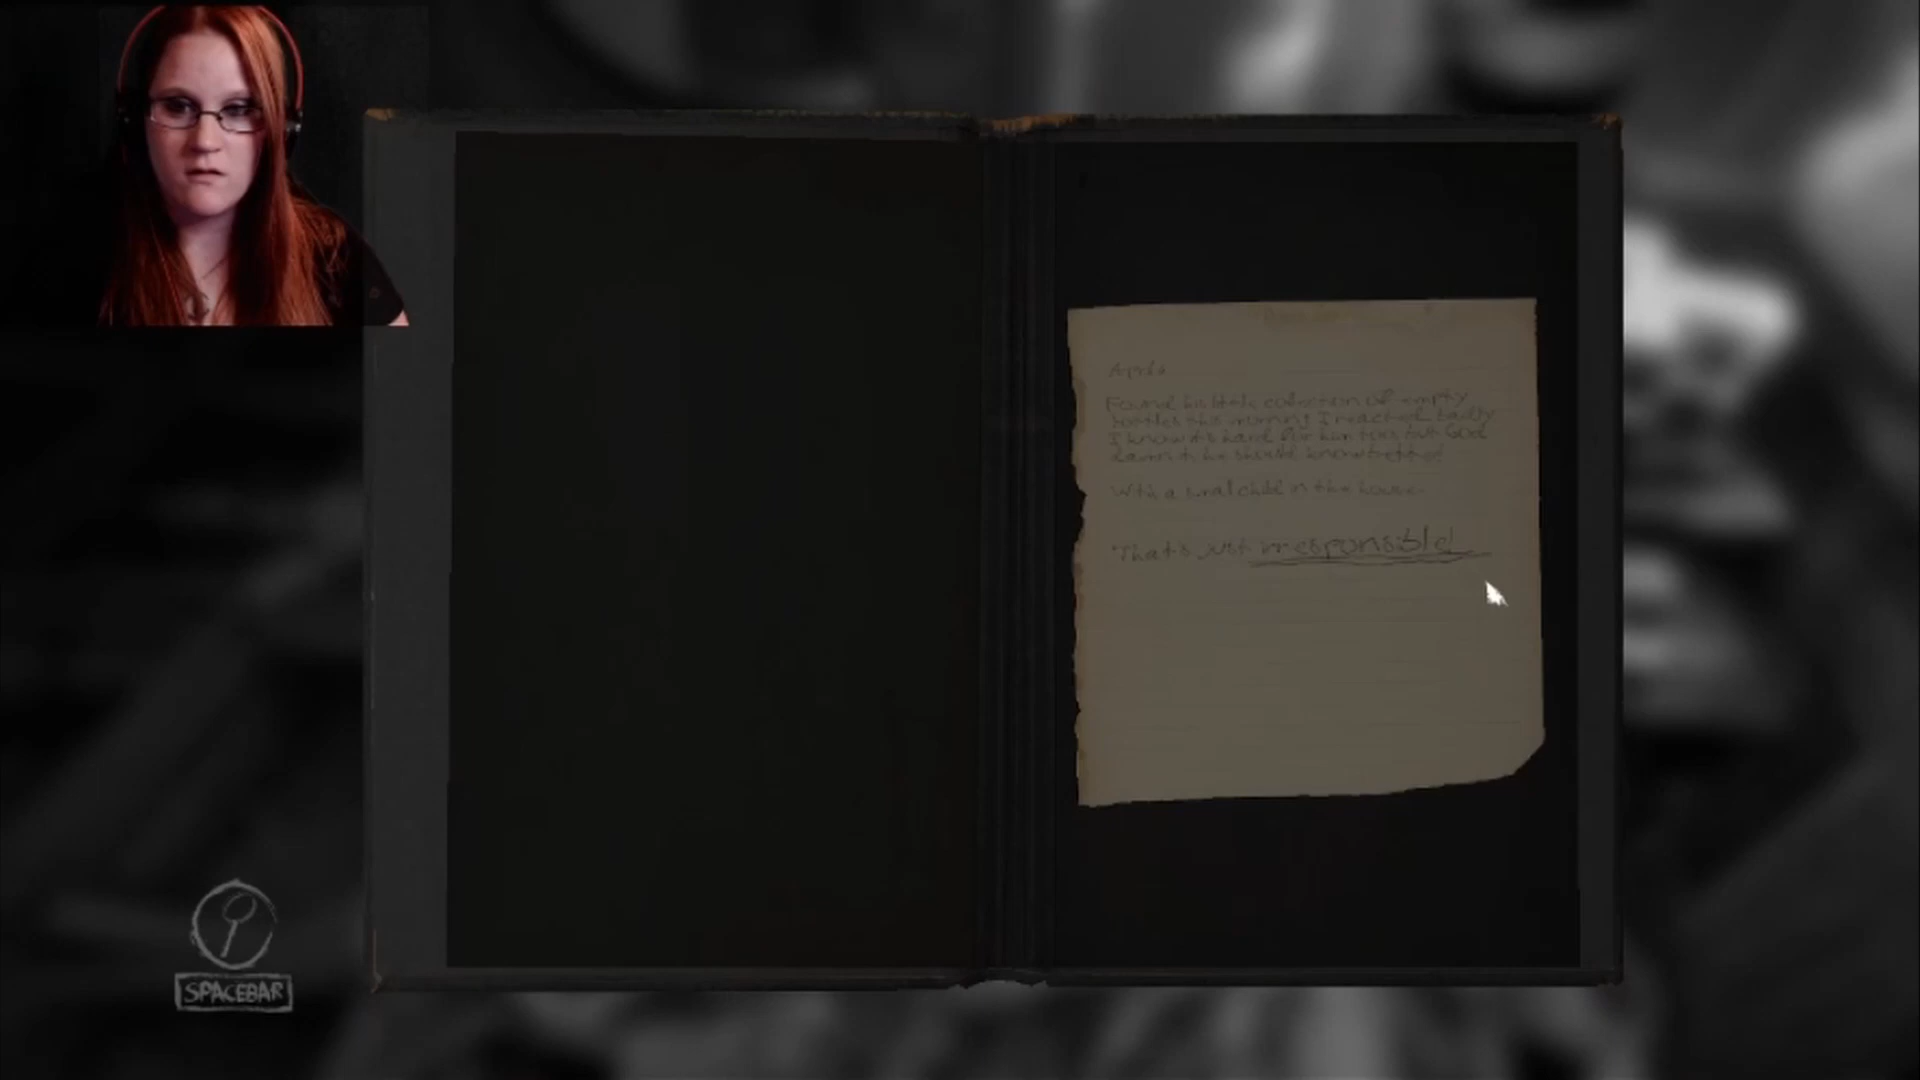 Found his little collection of empty
bottles this morning I reacted badly
I know it's hard for him too but God
damn it he should know better!
With a small child in the house.
That's just irresponsible!
SPACEBAR